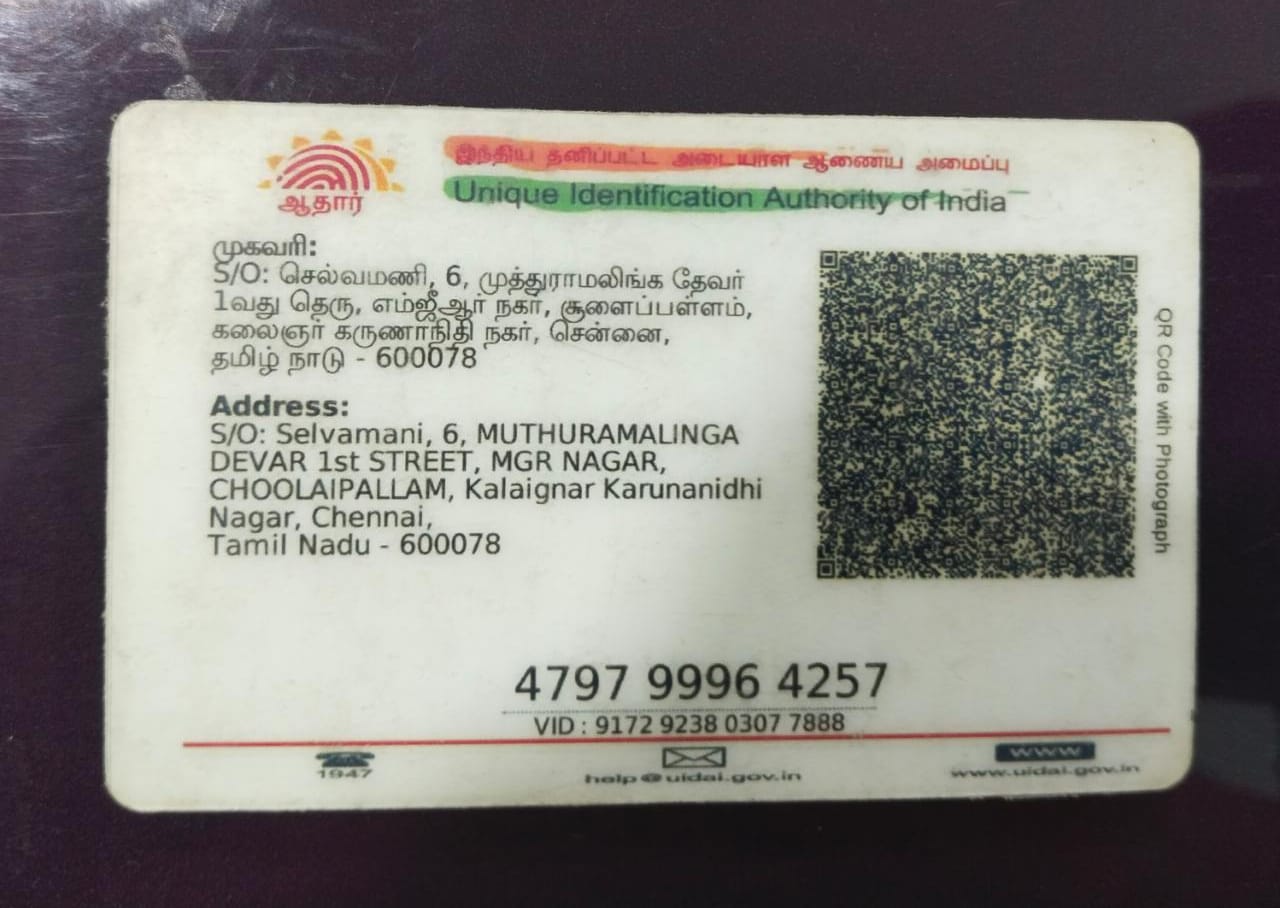 ஆதார்
இந்திய தனிப்பட்ட அடையாள ஆணைய அமைப்பு
Unique Identification Authority of India
முகவரி:
S/O: செல்வமணி, 6, முத்துராமலிங்க தேவர்
1வது தெரு, எம்ஜீஆர் நகர், சூளைப்பள்ளம்,
கலைஞர் கருணாநிதி நகர், சென்னை,
தமிழ் நாடு - 600078
Address:
S/O: Selvamani, 6, MUTHURAMALINGA
DEVAR 1st STREET, MGR NAGAR,
CHOOLAIPALLAM, Kalaignar Karunanidhi
Nagar, Chennai,
Tamil Nadu - 600078
QR Code with Photograph
4797 9996 4257
VID : 9172 9238 0307 7888
1947
help@uidai.gov.in
www
www.uidai.gov.in